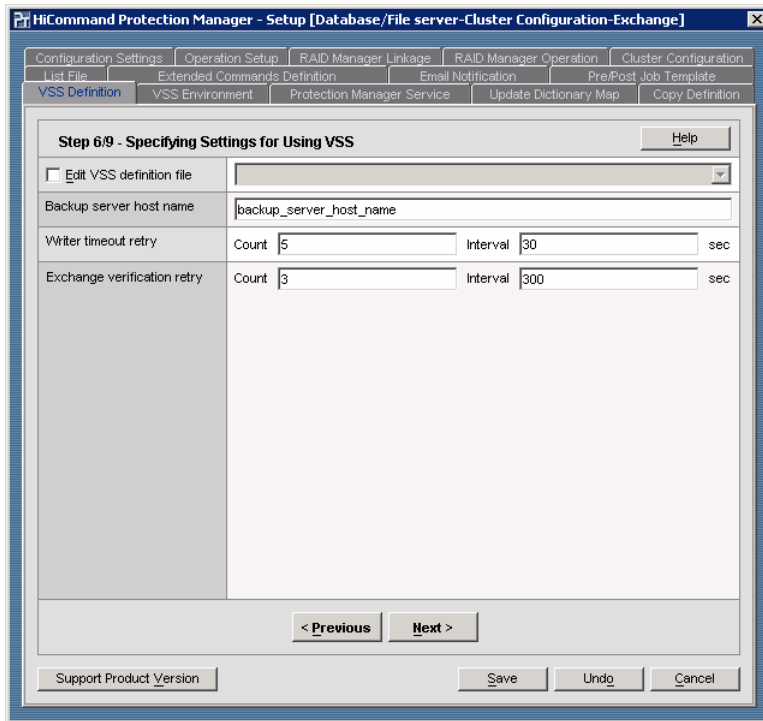 HiCommand Protection Manager - Setup [Database/File server-Cluster Configuration-Exchange]
Configuration Settings Operation Setup RAID Manager Linkage RAID Manager Operation Cluster Configuration
List File Extended Commands Definition Email Notification Pre/Post Job Template
VSS Definition VSS Environment Protection Manager Service Update Dictionary Map Copy Definition
Step 6/9 - Specifying Settings for Using VSS Help
Edit VSS definition file
Backup server host name backup_server_host_name
Writer timeout retry Count 5 Interval 30 sec
Exchange verification retry Count 3 Interval 300 sec
< Previous Next >
Support Product Version Save Undo Cancel